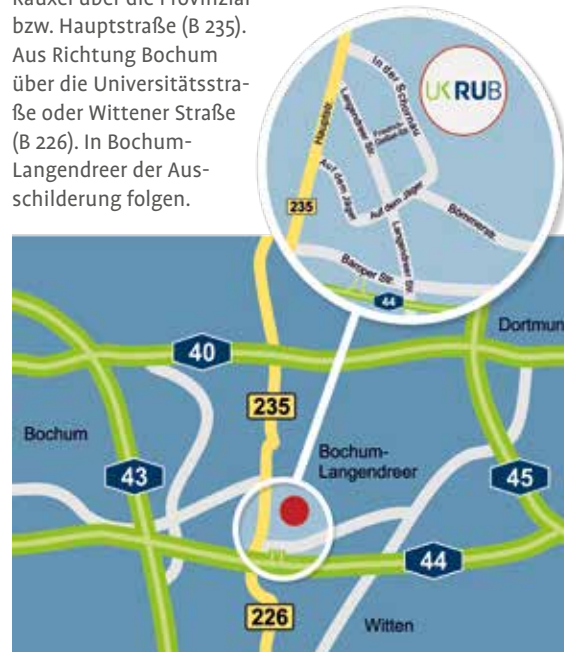 Rauxel über die Provinzial-
bzw. Hauptstraße (B 235).
Aus Richtung Bochum
über die Universitätsstra-
ße oder Wittener Straße
(B 226). In Bochum-
Langendreer der Aus-
schilderung folgen.
In der Schornau
UK RUB
Hauptstr.
Langendreer Str.
Auf dem Jäger
Auf dem Jäger
Bömmerstr.
235
Langendreer Str.
Bamper Str.
44
Dortmun
40
235
Bochum
Bochum-
Langendreer
43
45
44
226
Witten